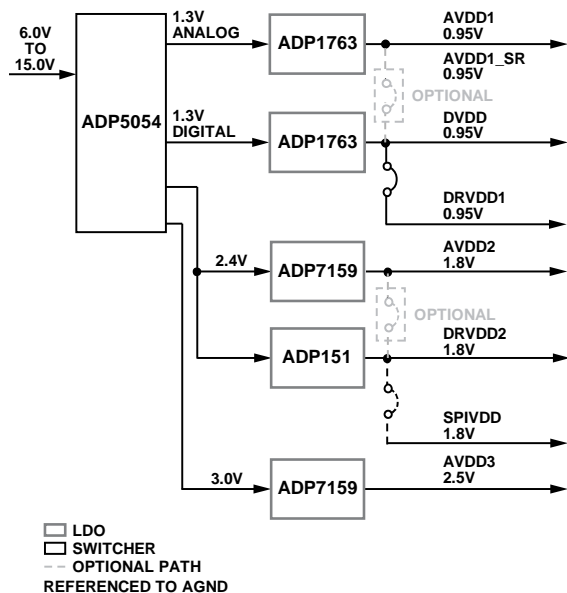 6.0V
TO
15.0V
ADP5054
1.3V
ANALOG
ADP1763
AVDD1
0.95V
AVDD1_SR
0.95V
OPTIONAL
1.3V
DIGITAL
ADP1763
DVDD
0.95V
DRVDD1
0.95V
2.4V
ADP7159
AVDD2
1.8V
OPTIONAL
ADP151
DRVDD2
1.8V
SPIVDD
1.8V
3.0V
ADP7159
AVDD3
2.5V
LDO
SWITCHER
OPTIONAL PATH
REFERENCED TO AGND